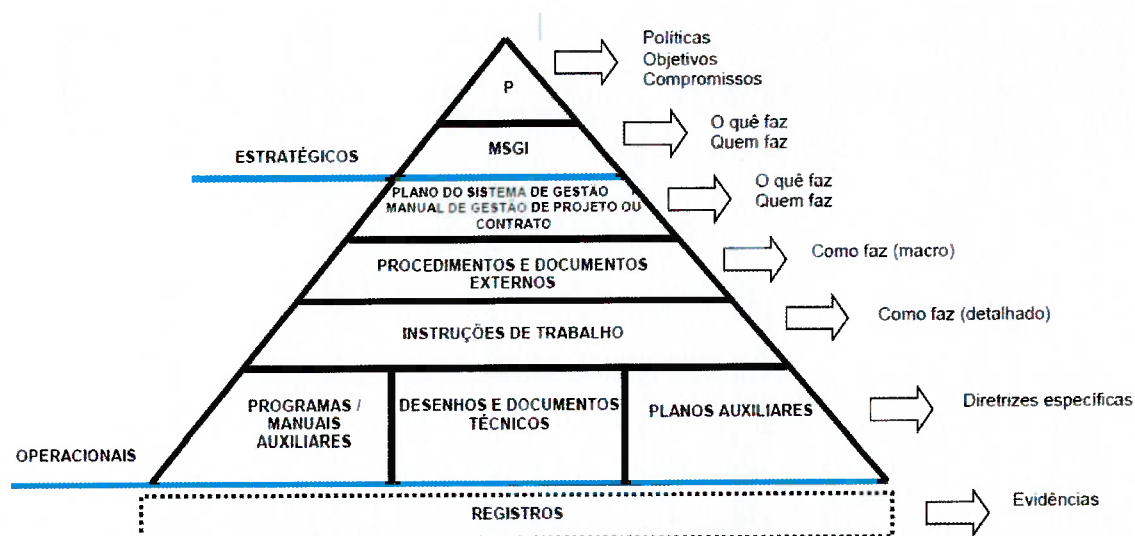 P
Políticas
Objetivos
Compromissos
MSGI
O quê faz
Quem faz
ESTRATÉGICOS
PLANO DO SISTEMA DE GESTÃO
MANUAL DE GESTÃO DE PROJETO OU
CONTRATO
O quê faz
Quem faz
PROCEDIMENTOS E DOCUMENTOS
EXTERNOS
Como faz (macro)
INSTRUÇÕES DE TRABALHO
Como faz (detalhado)
PROGRAMAS /
MANUAIS
AUXILIARES
DESENHOS E DOCUMENTOS
TÉCNICOS
PLANOS AUXILIARES
Diretrizes específicas
OPERACIONAIS
REGISTROS
Evidências